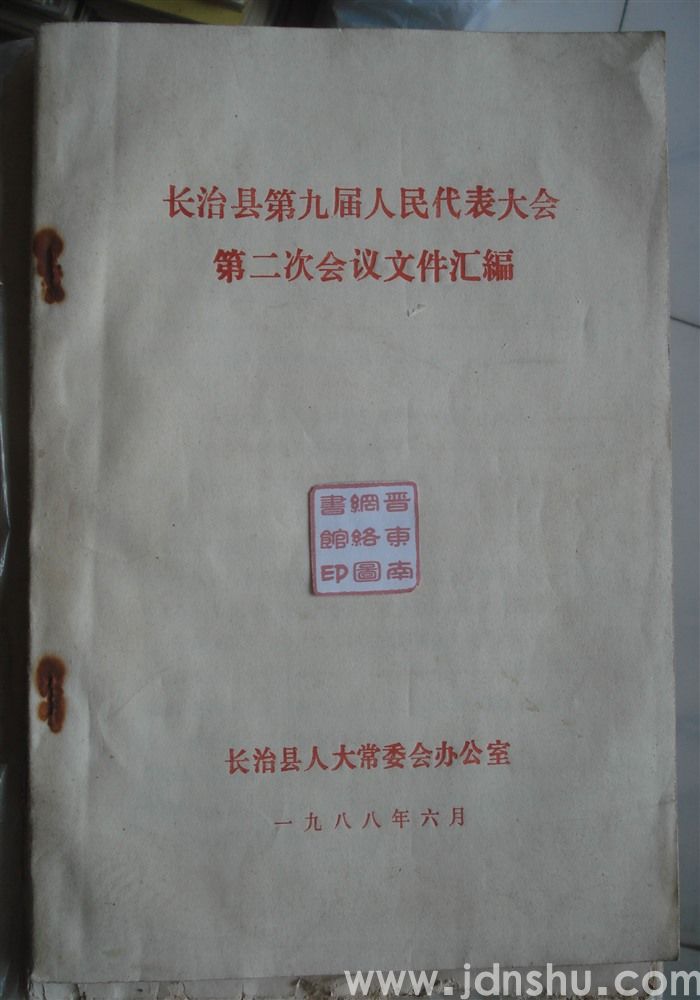 长治县第九届人民代表大会
第二次会议文件汇編
晋東南
網絡圖
書館印
长治县人大常委会办公室
一九八八年六月
www.jdnshu.com